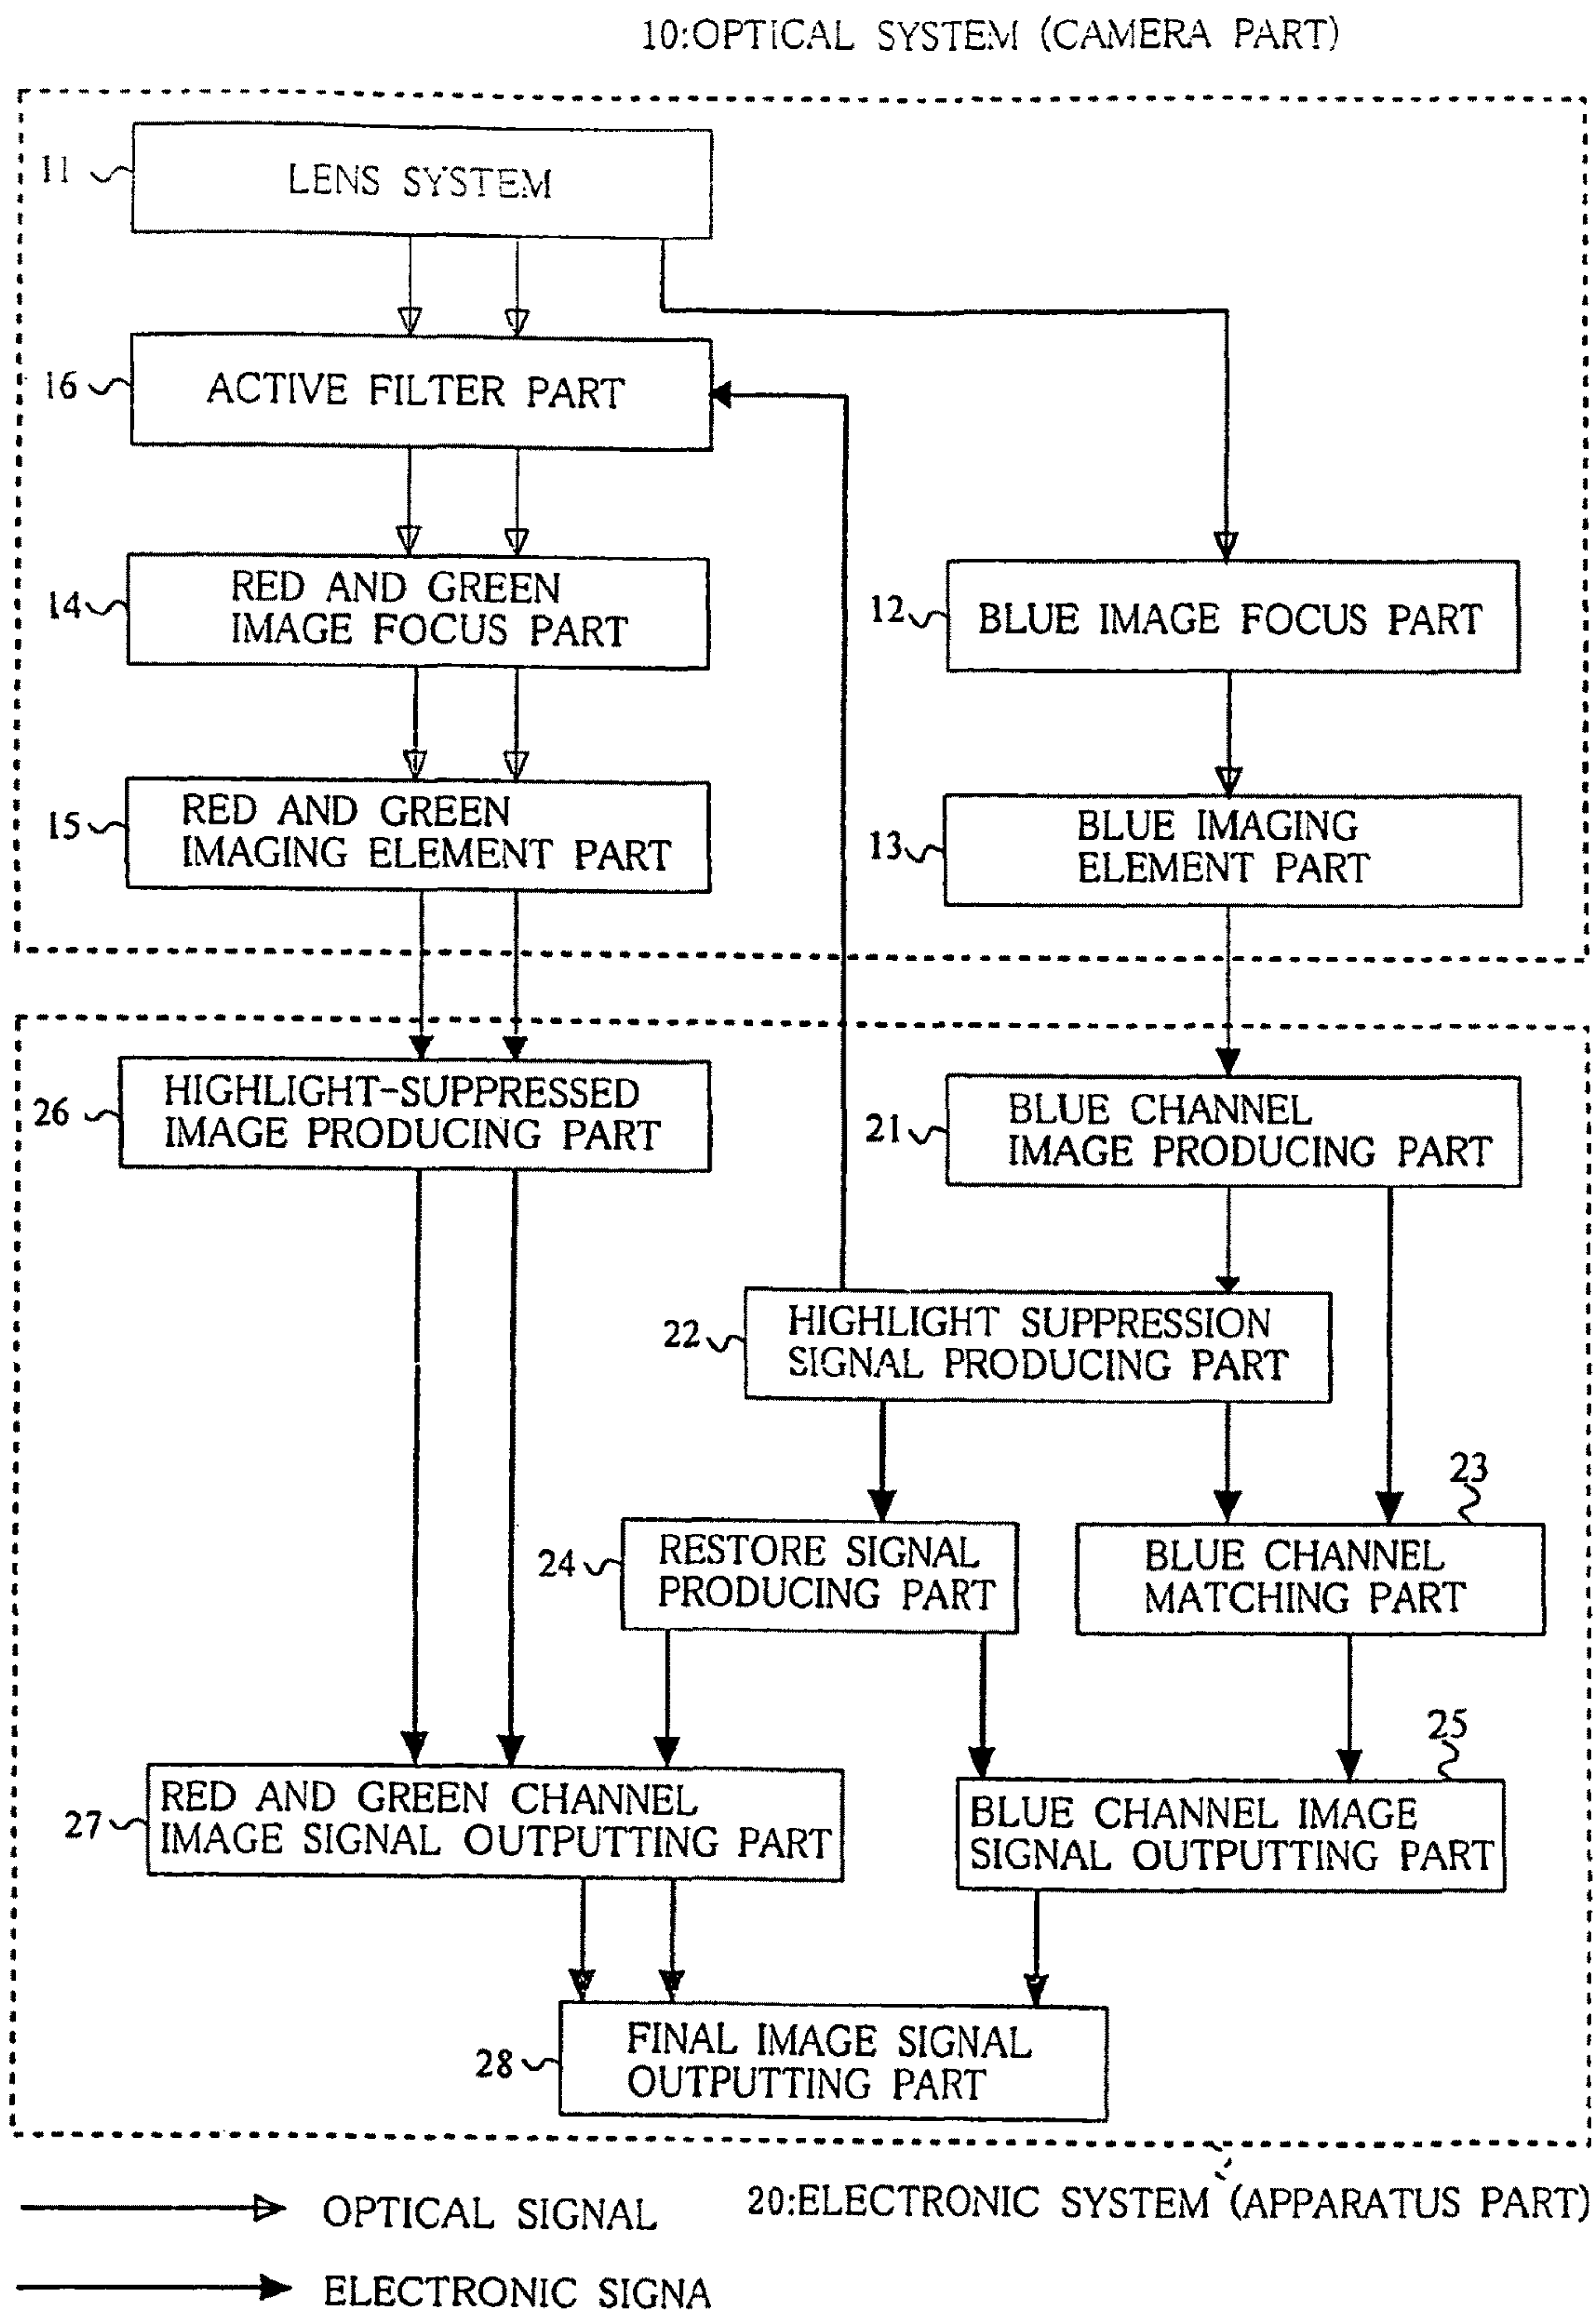 10:OPTICAL SYSTEM (CAMERA PART)
11
LENS SYSTEM
16
ACTIVE FILTER PART
14
RED AND GREEN
IMAGE FOCUS PART
12
BLUE IMAGE FOCUS PART
15
RED AND GREEN
IMAGING ELEMENT PART
13
BLUE IMAGING
ELEMENT PART
26
HIGHLIGHT-SUPPRESSED
IMAGE PRODUCING PART
21
BLUE CHANNEL
IMAGE PRODUCING PART
22
HIGHLIGHT SUPPRESSION
SIGNAL PRODUCING PART
23
24
RESTORE SIGNAL
PRODUCING PART
BLUE CHANNEL
MATCHING PART
25
27
RED AND GREEN CHANNEL
IMAGE SIGNAL OUTPUTTING PART
BLUE CHANNEL IMAGE
SIGNAL OUTPUTTING PART
28
FINAL IMAGE SIGNAL
OUTPUTTING PART
20:ELECTRONIC SYSTEM (APPARATUS PART)
OPTICAL SIGNAL
ELECTRONIC SIGNA